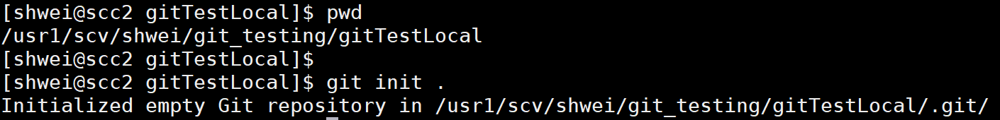 [shwei@scc2 gitTestLocal]$ pwd
/usr1/scv/shwei/git_testing/gitTestLocal
[shwei@scc2 gitTestLocal]$
[shwei@scc2 gitTestLocal]$ git init .
Initialized empty Git repository in /usr1/scv/shwei/git_testing/gitTestLocal/.git/